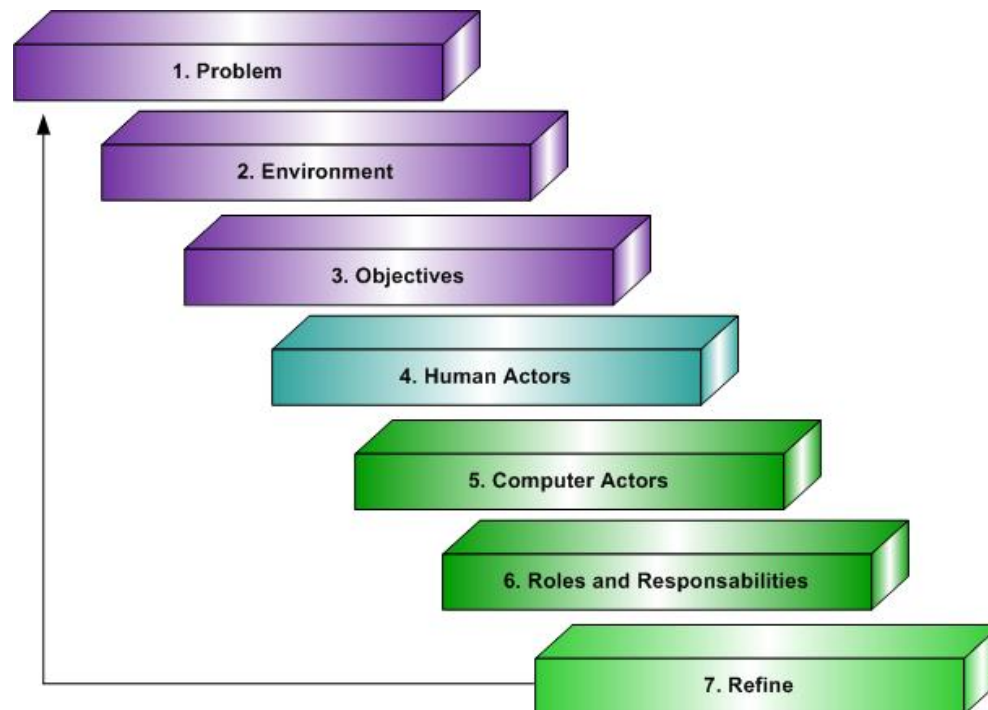 1. Problem
2. Environment
3. Objectives
4. Human Actors
5. Computer Actors
6. Roles and Responsabilities
7. Refine